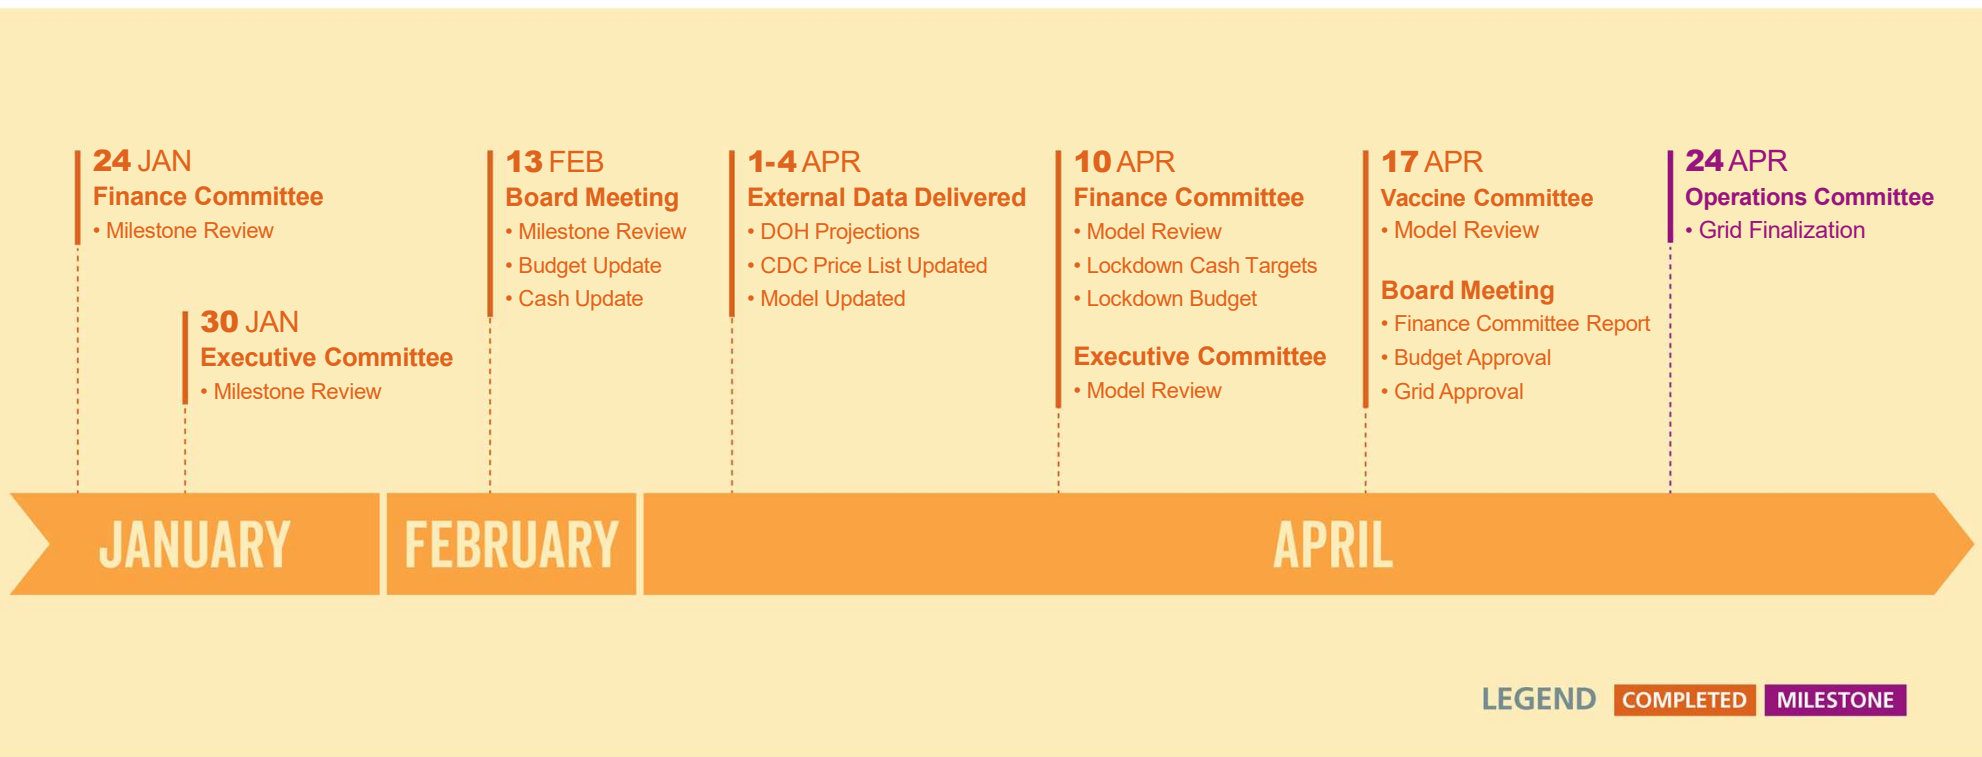 24 JAN
Finance Committee
• Milestone Review
30 JAN
Executive Committee
• Milestone Review
13 FEB
Board Meeting
• Milestone Review
• Budget Update
• Cash Update
1-4 APR
External Data Delivered
• DOH Projections
• CDC Price List Updated
• Model Updated
10 APR
Finance Committee
• Model Review
• Lockdown Cash Targets
• Lockdown Budget
Executive Committee
• Model Review
17 APR
Vaccine Committee
• Model Review
Board Meeting
• Finance Committee Report
• Budget Approval
• Grid Approval
24 APR
Operations Committee
• Grid Finalization
JANUARY
FEBRUARY
APRIL
LEGEND COMPLETED MILESTONE